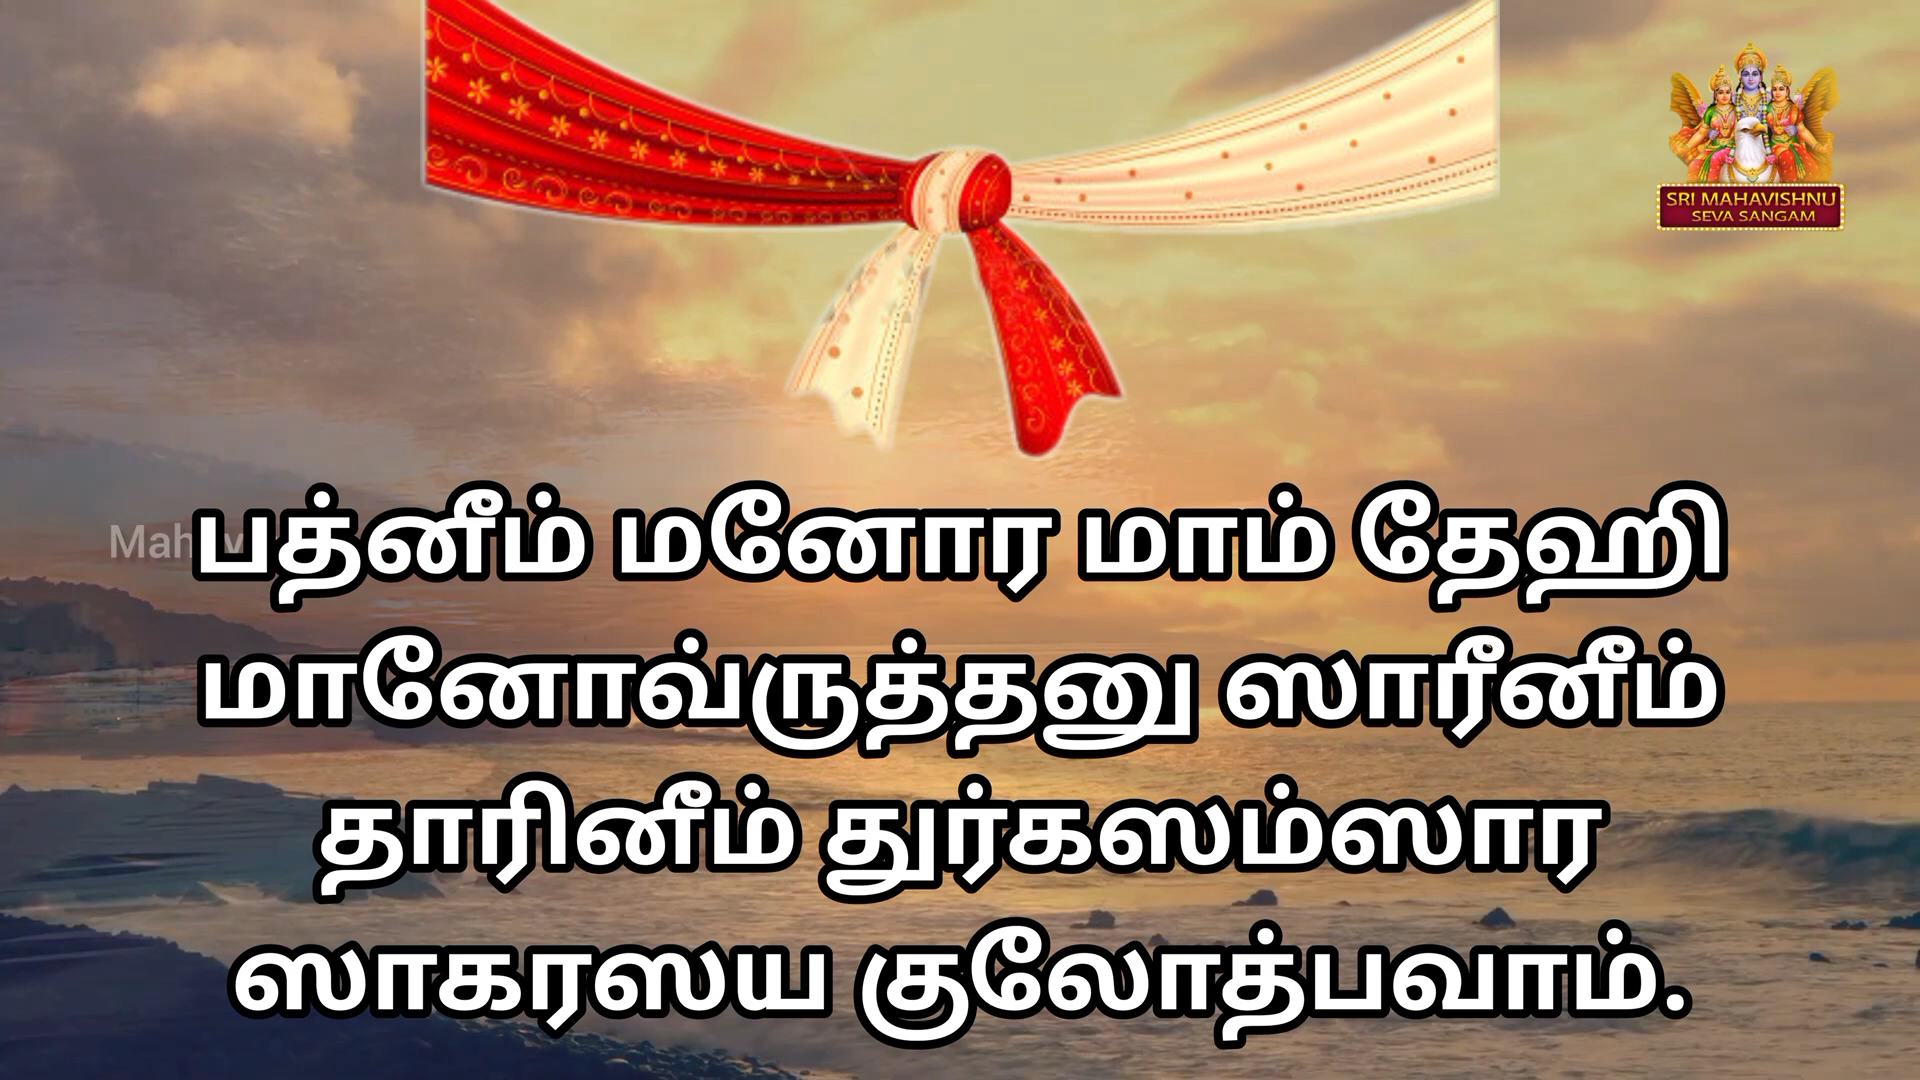 SRI MAHAVISHNU
SEVA SANGAM
பத்னீம் மனோர மாம் தேஹி
மானோவ்ருத்தனு ஸாரீனீம்
தாரினீம் துர்கஸம்ஸார
ஸாகரஸய குலோத்பவாம்.